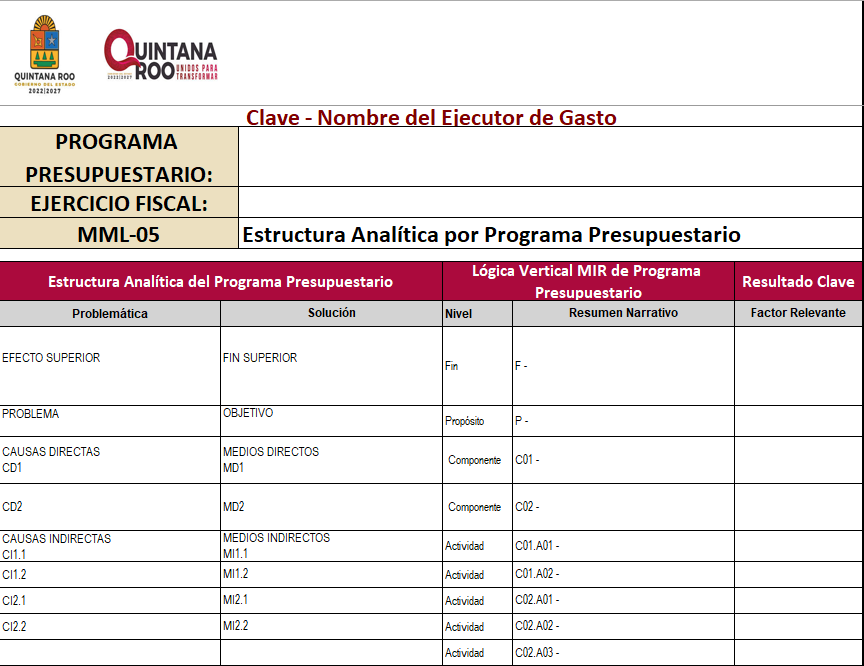 QUINTANA ROO
GOBIERNO DEL ESTADO
2022|2027
QUINTANA
ROO UNIDOS PARA
TRANSFORMAR
2022|2027
Clave - Nombre del Ejecutor de Gasto
PROGRAMA
PRESUPUESTARIO:
EJERCICIO FISCAL:
MML-05 Estructura Analítica por Programa Presupuestario
Estructura Analítica del Programa Presupuestario
Lógica Vertical MIR de Programa
Presupuestario
Resultado Clave
Problemática Solución Nivel Resumen Narrativo Factor Relevante
EFECTO SUPERIOR FIN SUPERIOR Fin F -
PROBLEMA OBJETIVO Propósito P -
CAUSAS DIRECTAS MEDIOS DIRECTOS
CD1 MD1 Componente C01 -
CD2 MD2 Componente C02 -
CAUSAS INDIRECTAS MEDIOS INDIRECTOS
CI1.1 MI1.1 Actividad C01.A01 -
CI1.2 MI1.2 Actividad C01.A02 -
CI2.1 MI2.1 Actividad C02.A01 -
CI2.2 MI2.2 Actividad C02.A02 -
Actividad C02.A03 -